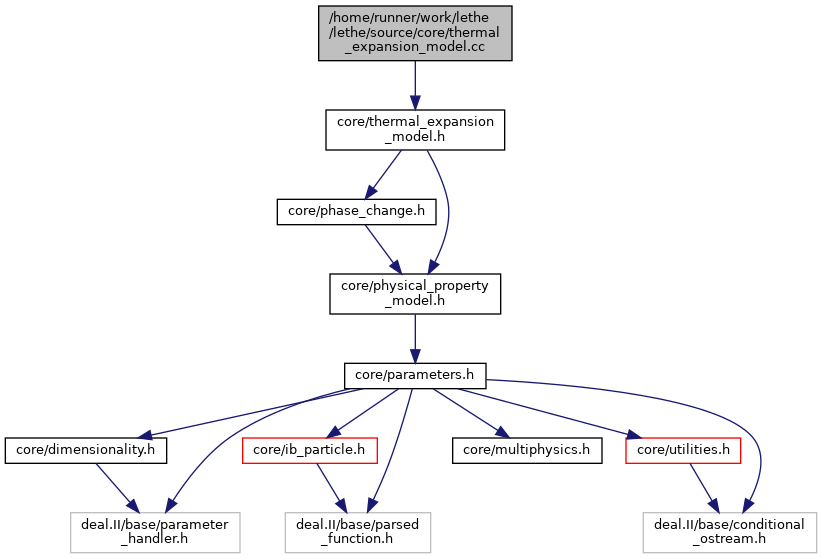 /home/runner/work/lethe
/lethe/source/core/thermal
_expansion_model.cc
core/thermal_expansion
_model.h
core/phase_change.h
core/physical_property
_model.h
core/parameters.h
core/dimensionality.h
core/ib_particle.h
core/multiphysics.h
core/utilities.h
deal.II/base/parameter
_handler.h
deal.II/base/parsed
_function.h
deal.II/base/conditional
_ostream.h